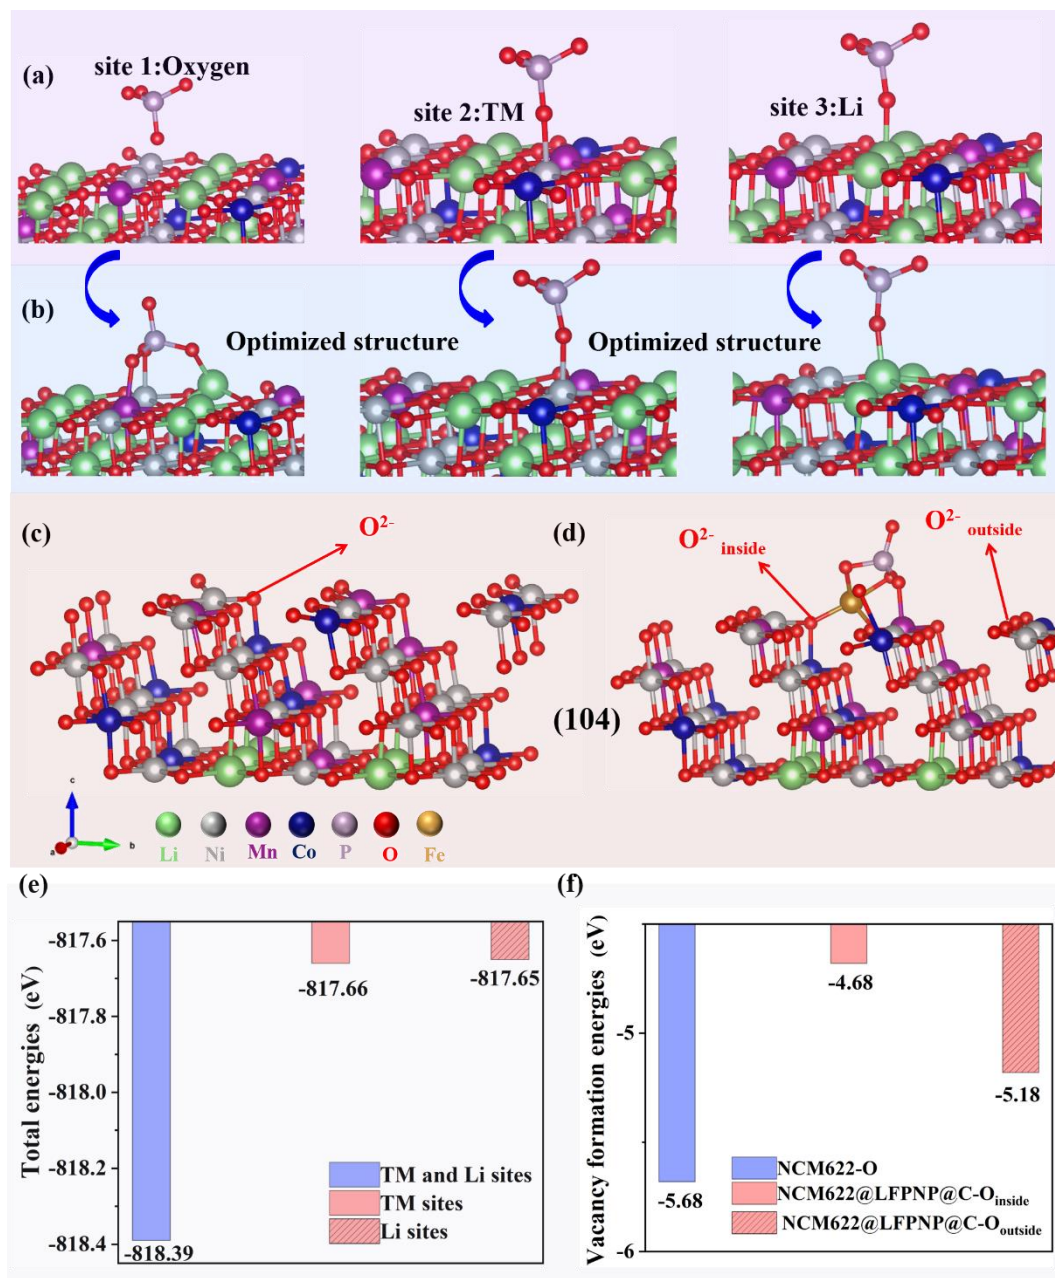 (a)
site 1:Oxygen
site 2:TM
site 3:Li
(b)
Optimized structure
Optimized structure
(c)
O2-
(d)
O2- inside
O2- outside
(104)
c
a
b
Li Ni Mn Co P O Fe
(e)
Total energies (eV)
-817.6
-817.8
-818.0
-818.2
-818.4
-818.39
-817.66
-817.65
TM and Li sites
TM sites
Li sites
(f)
Vacancy formation energies (eV)
-5
-6
-5.68
-4.68
-5.18
NCM622-O
NCM622@LFPNP@C-Oinside
NCM622@LFPNP@C-Ooutside